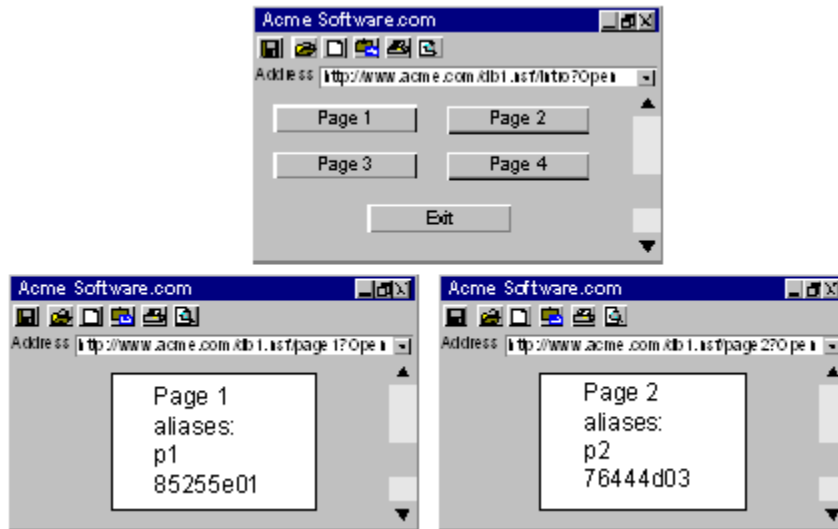 Acme Software.com
Address http://www.acme.com/db1.nsf/Intro?Open
Page 1 Page 2
Page 3 Page 4
Exit
Acme Software.com
Address http://www.acme.com/db1.nsf/page1?Open
Page 1
aliases:
p1
85255e01
Acme Software.com
Address http://www.acme.com/db1.nsf/page2?Open
Page 2
aliases:
p2
76444d03